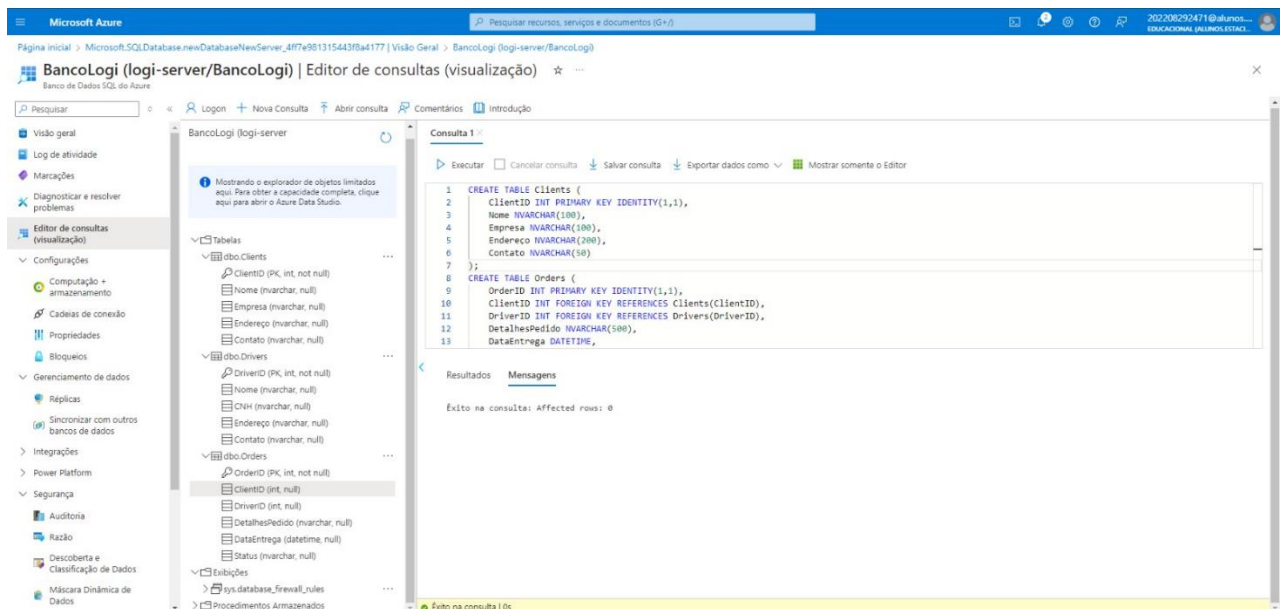 Microsoft Azure
Pesquisar recursos, serviços e documentos (G+/)
202208292471@alunos....
EDUCACIONAL (ALUNOS.ESTACI...
Página inicial > Microsoft.SQLDatabase.newDatabaseNewServer_4ff7e981315443f8a4177 | Visão Geral > BancoLogi (logi-server/BancoLogi)
BancoLogi (logi-server/BancoLogi) | Editor de consultas (visualização)
Banco de Dados SQL do Azure
Pesquisar
Logon
Nova Consulta
Abrir consulta
Comentários
Introdução
Visão geral
Log de atividade
Marcações
Diagnosticar e resolver
problemas
Editor de consultas
(visualização)
Configurações
Computação +
armazenamento
Cadeias de conexão
Propriedades
Bloqueios
Gerenciamento de dados
Réplicas
Sincronizar com outros
bancos de dados
Integrações
Power Platform
Segurança
Auditoria
Razão
Descoberta e
Classificação de Dados
Máscara Dinâmica de
Dados
BancoLogi (logi-server
Mostrando o explorador de objetos limitados
aqui. Para obter a capacidade completa, clique
aqui para abrir o Azure Data Studio.
Tabelas
dbo.Clients
ClientID (PK, int, not null)
Nome (nvarchar, null)
Empresa (nvarchar, null)
Endereço (nvarchar, null)
Contato (nvarchar, null)
dbo.Drivers
DriverID (PK, int, not null)
Nome (nvarchar, null)
CNH (nvarchar, null)
Endereço (nvarchar, null)
Contato (nvarchar, null)
dbo.Orders
OrderID (PK, int, not null)
ClientID (int, null)
DriverID (int, null)
DetalhesPedido (nvarchar, null)
DataEntrega (datetime, null)
Status (nvarchar, null)
Exibições
sys.database_firewall_rules
Procedimentos Armazenados
Consulta 1
Executar
Cancelar consulta
Salvar consulta
Exportar dados como
Mostrar somente o Editor
1 CREATE TABLE Clients (
2 ClientID INT PRIMARY KEY IDENTITY(1,1),
3 Nome NVARCHAR(100),
4 Empresa NVARCHAR(100),
5 Endereco NVARCHAR(200),
6 Contato NVARCHAR(50)
7 );
8 CREATE TABLE Orders (
9 OrderID INT PRIMARY KEY IDENTITY(1,1),
10 ClientID INT FOREIGN KEY REFERENCES Clients(ClientID),
11 DriverID INT FOREIGN KEY REFERENCES Drivers(DriverID),
12 DetalhesPedido NVARCHAR(500),
13 DataEntrega DATETIME,
Resultados
Mensagens
Êxito na consulta: Affected rows: 0
Êxito na consulta | 0s